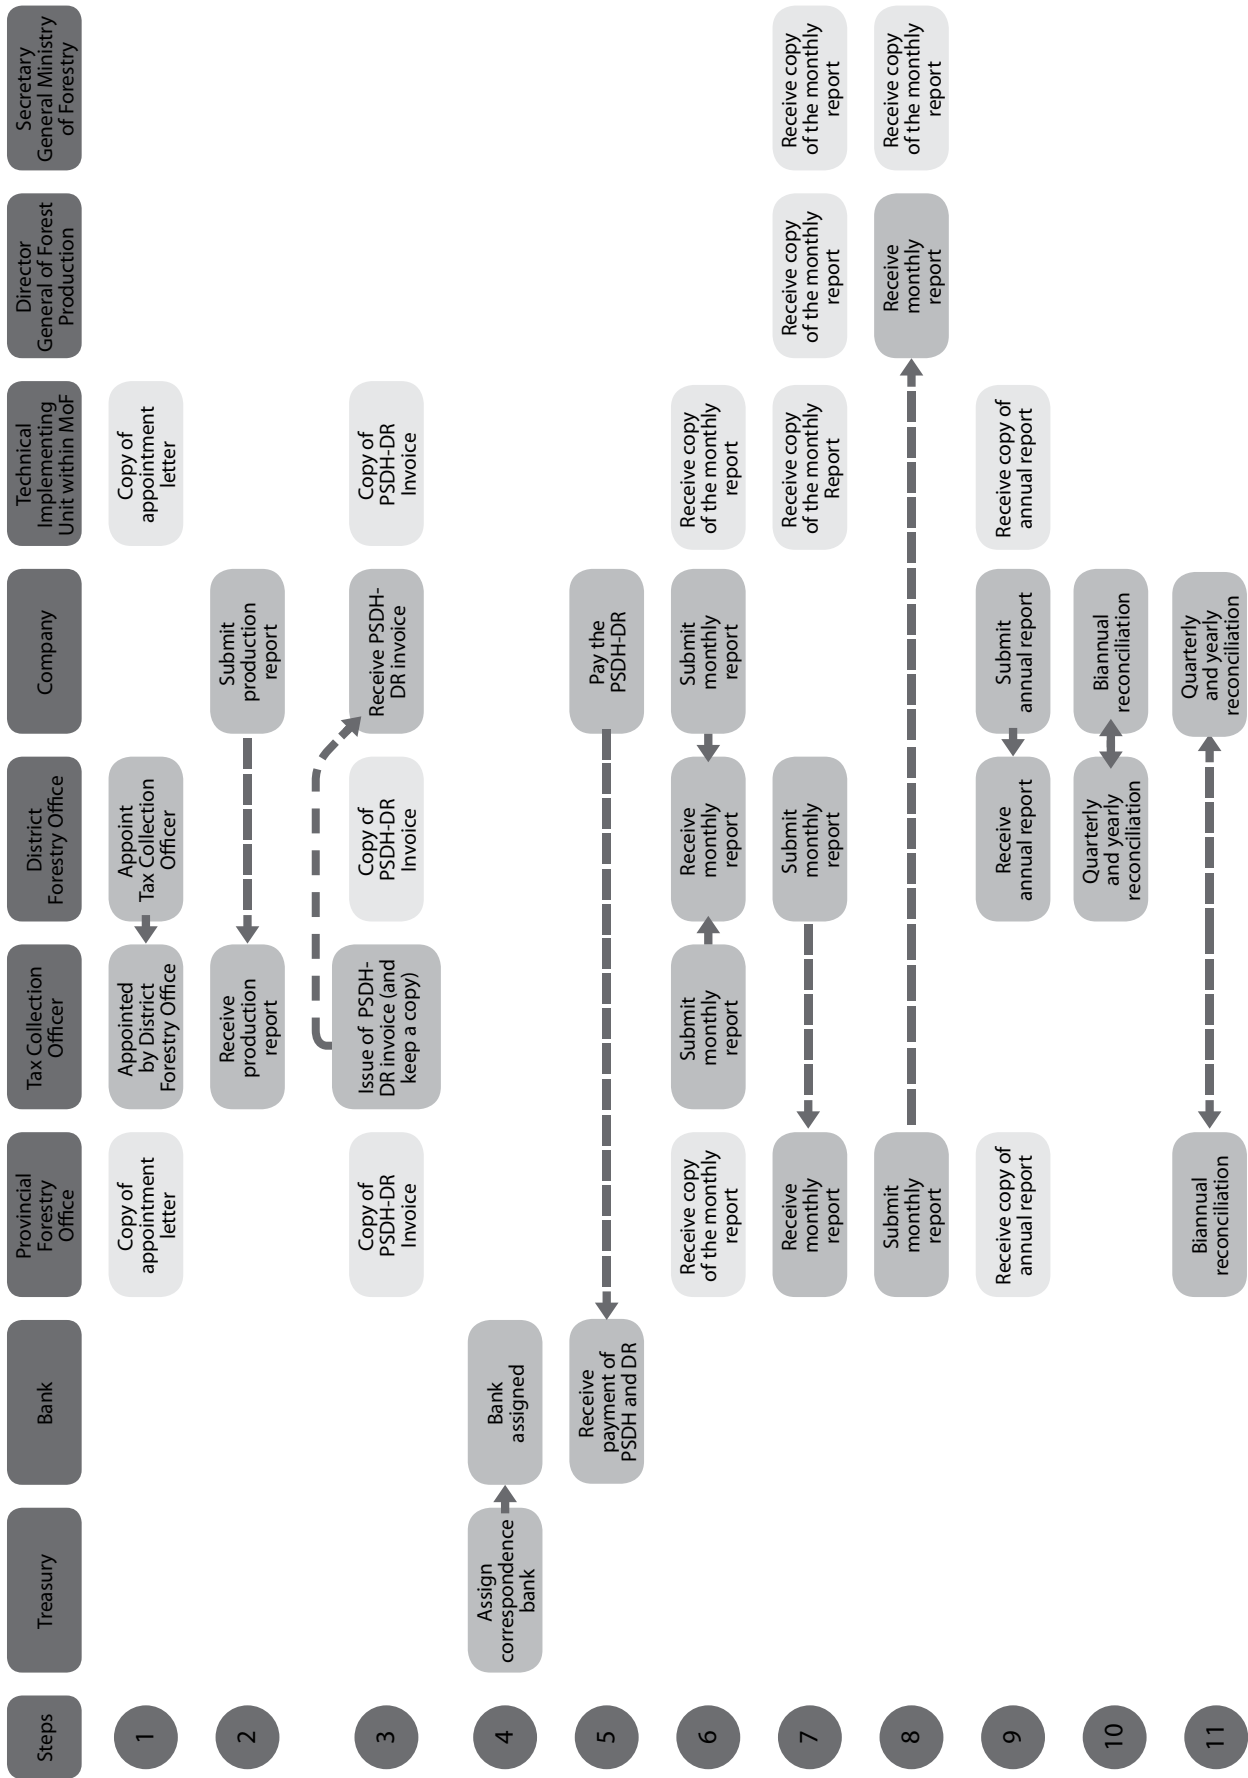 Steps
Treasury
Bank
Provincial
Forestry
Office
Tax Collection
Officer
District
Forestry Office
Company
Technical
Implementing
Unit within MoF
Director
General of Forest
Production
Secretary
General Ministry
of Forestry
1
Copy of
appointment
letter
Appointed
by District
Forestry Office
Appoint
Tax Collection
Officer
Copy of
appointment
letter
2
Receive
production
report
Submit
production
report
3
Copy of
PSDH-DR
Invoice
Issue of PSDH-
DR invoice (and
keep a copy)
Copy of
PSDH-DR
Invoice
Receive PSDH-
DR invoice
Copy of
PSDH-DR
Invoice
4
Assign
correspondence
bank
Bank
assigned
5
Receive
payment of
PSDH and DR
Pay the
PSDH-DR
6
Receive copy
of the monthly
report
Submit
monthly
report
Receive
monthly
report
Submit
monthly
report
Receive copy
of the monthly
report
7
Receive
monthly
report
Submit
monthly
report
Receive copy
of the monthly
Report
Receive copy
of the monthly
report
Receive copy
of the monthly
report
8
Submit
monthly
report
Receive
monthly
report
Receive copy
of the monthly
report
9
Receive copy of
annual report
Receive
annual report
Submit
annual report
Receive copy of
annual report
10
Quarterly
and yearly
reconciliation
Biannual
reconciliation
11
Biannual
reconciliation
Quarterly
and yearly
reconciliation